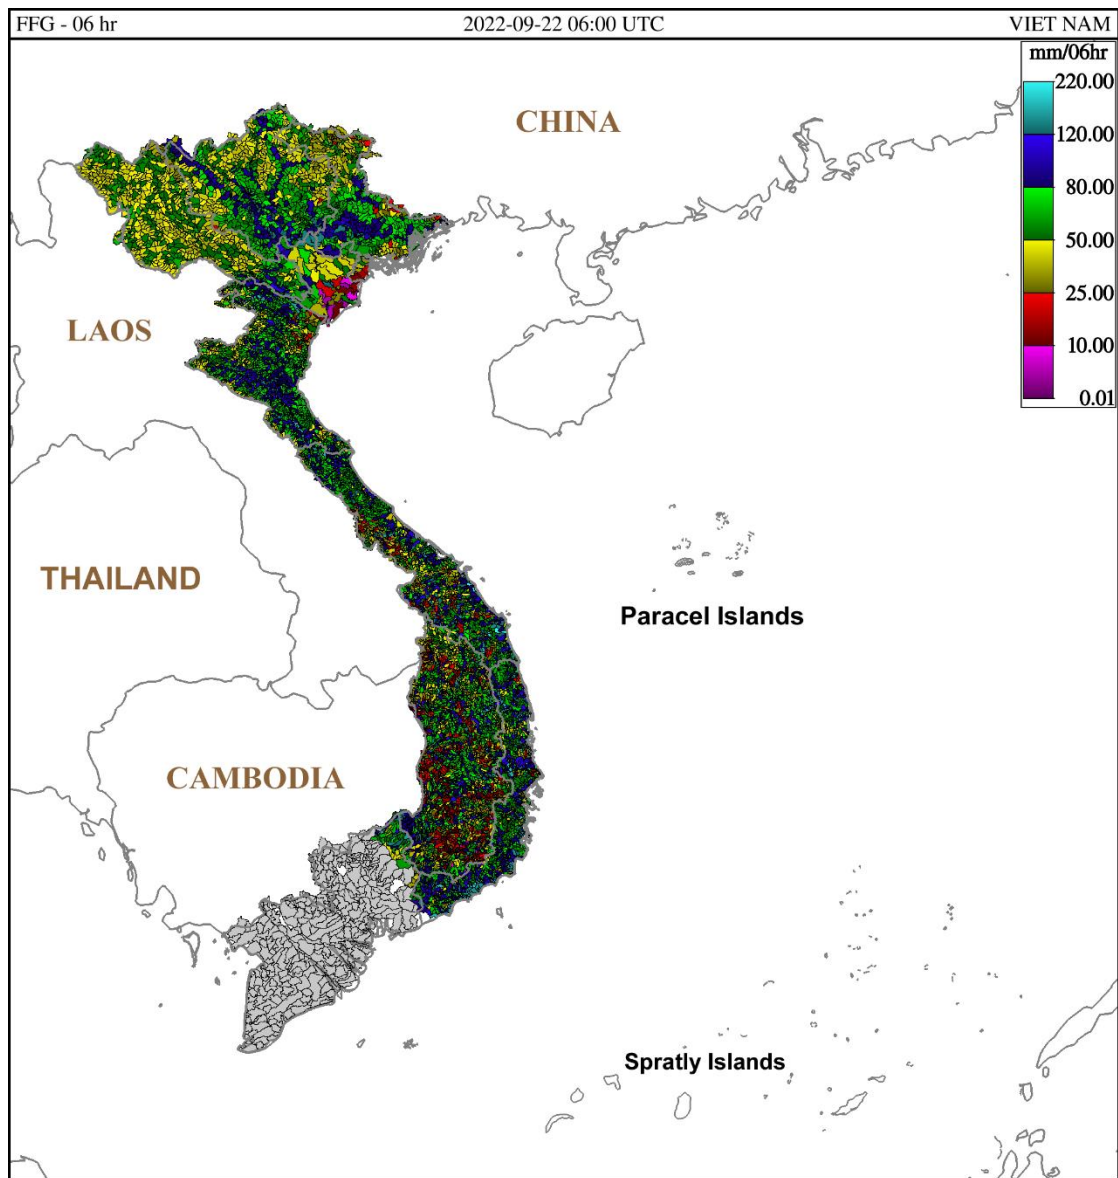 FFG - 06 hr 2022-09-22 06:00 UTC VIET NAM
mm/06hr
220.00
120.00
80.00
50.00
25.00
10.00
0.01
CHINA
LAOS
THAILAND
Paracel Islands
CAMBODIA
Spratly Islands